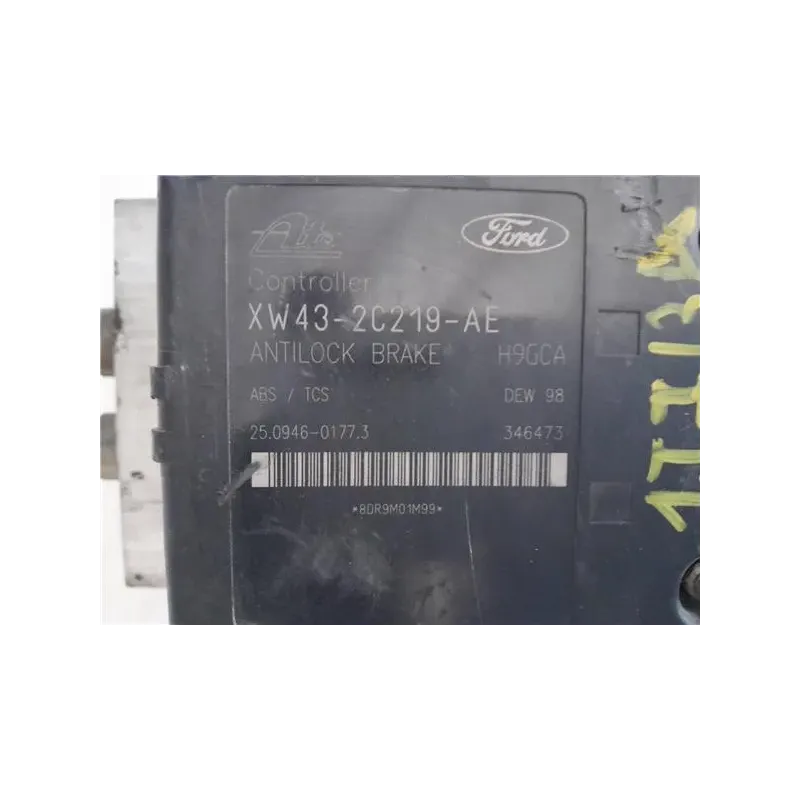 Ate
Ford
Controller
XW43-2C219-AE
ANTILOCK BRAKE H9GCA
ABS / TCS DEW 98
25.0946-0177.3 346473
*8DR9M01M99*